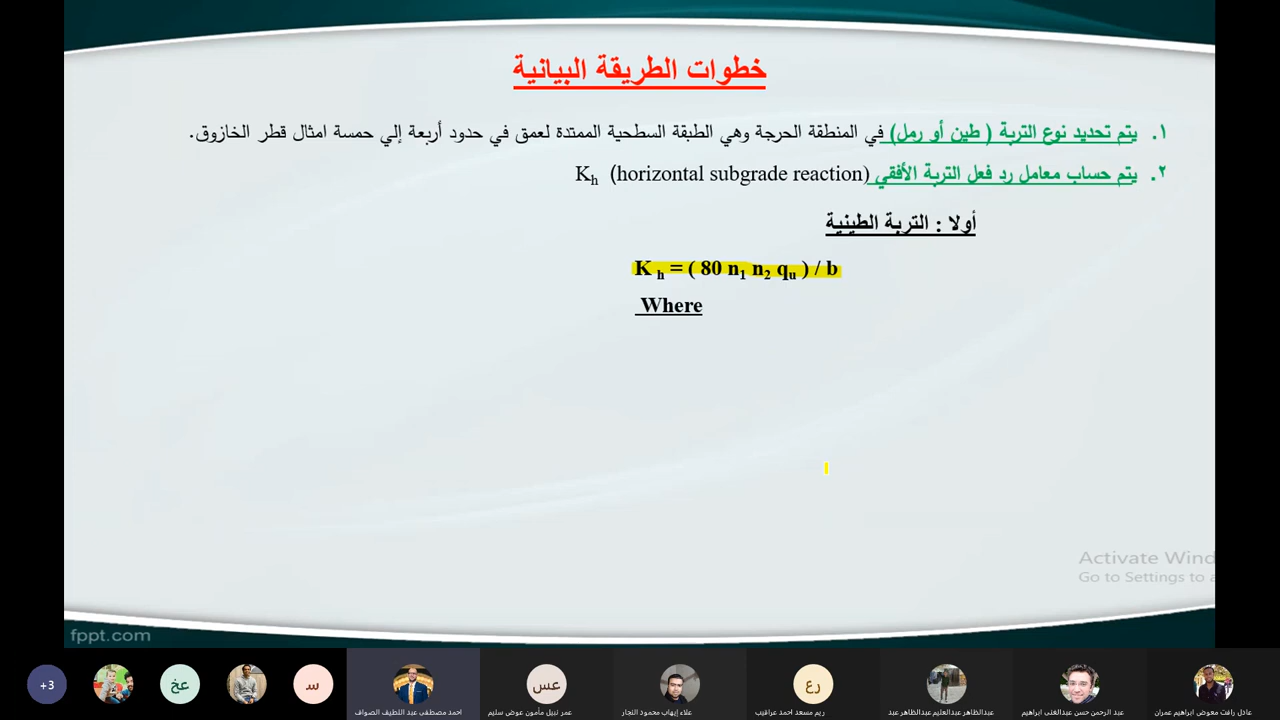 خطوات الطريقة البيانية
١. يتم تحديد نوع التربة ( طين أو رمل) في المنطقة الحرجة وهي الطبقة السطحية الممتدة لعمق في حدود أربعة إلي حمسة امثال قطر الخازوق.
٢. يتم حساب معامل رد فعل التربة الأفقي (horizontal subgrade reaction) Kh
أولا : التربة الطينية
K h = ( 80 n1 n2 qu ) / b
Where
Activate Wind
Go to Settings to a
fppt.com
+3
عخ
س
عس
رع
احمد مصطفى عبد اللطيف الصواف
عمر نبيل مأمون عوض سليم
علاء إيهاب محمود النجار
ريم مسعد احمد عراقيب
عبدالظاهر عبدالعليم عبدالظاهر عبد
عبد الرحمن حسن عبدالغنى ابراهيم
عادل رافت معوض ابراهيم عمران